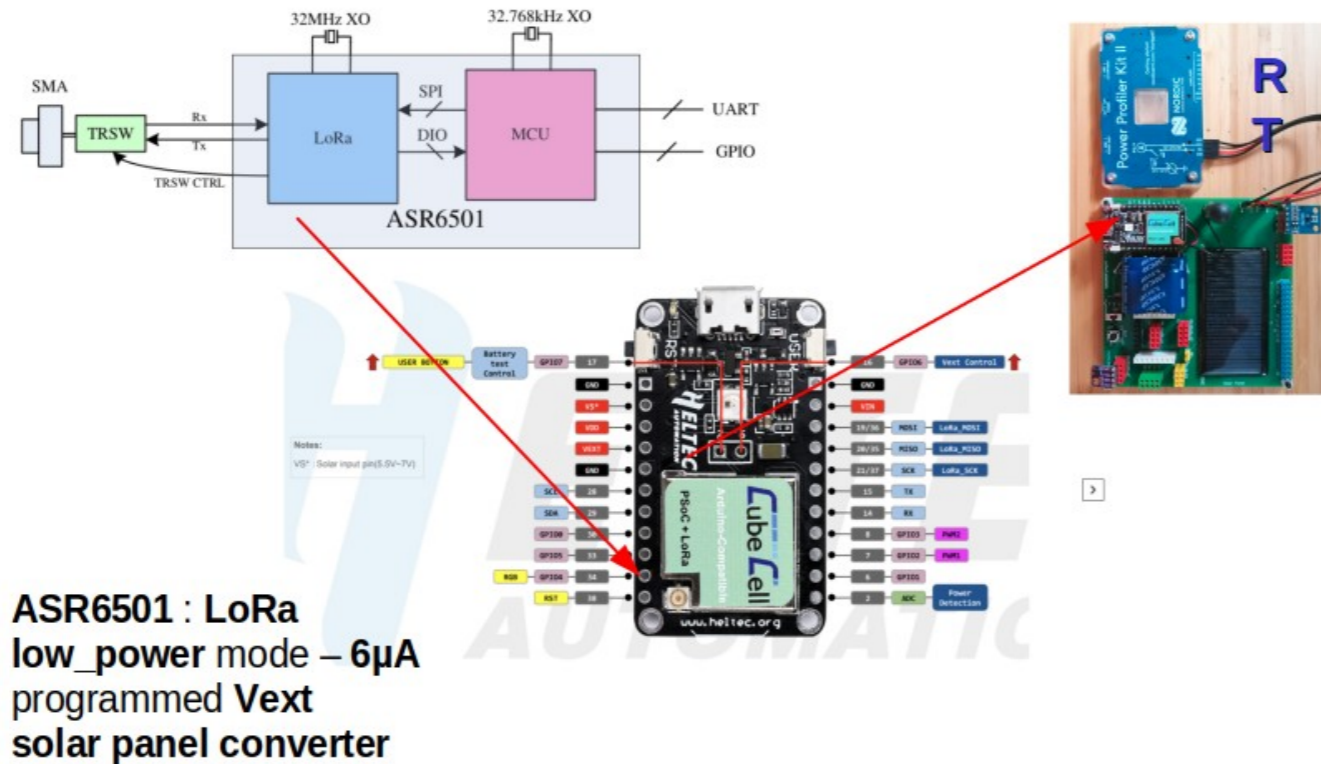 32MHz XO
32.768kHz XO
SMA
TRSW
Rx
Tx
TRSW CTRL
LoRa
SPI
DIO
MCU
UART
GPIO
ASR6501
Power Profiler Kit II
NORDIC
R
T
CubeCell
USER BUTTON
Battery test Control
GPIO7
17
GND
VS*
VDD
VEXT
GND
SCL
28
SDA
29
GPIO0
30
GPIO5
33
RGB
GPIO4
34
RST
38
16
GPIO6
Vext Control
GND
VIN
19/36
MOSI
LoRa_MOSI
20/35
MISO
LoRa_MISO
21/37
SCK
LoRa_SCK
15
TX
14
RX
8
GPIO3
PWM2
7
GPIO2
PWM1
6
GPIO1
2
ADC
Power Detection
Notes:
VS* : Solar input pin(5.5V~7V)
RST
USER
HELTEC
AUTOMATION
CubeCell
Arduino-Compatible
PSoC + LoRa
www.heltec.org
ASR6501 : LoRa
low_power mode – 6µA
programmed Vext
solar panel converter